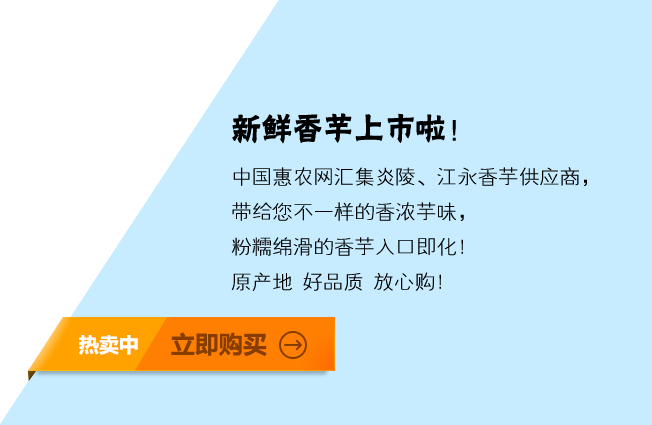 新鲜香芋上市啦!
中国惠农网汇集炎陵、江永香芋供应商,
带给您不一样的香浓芋味,
粉糯绵滑的香芋入口即化!
原产地 好品质 放心购!
热卖中 立即购买